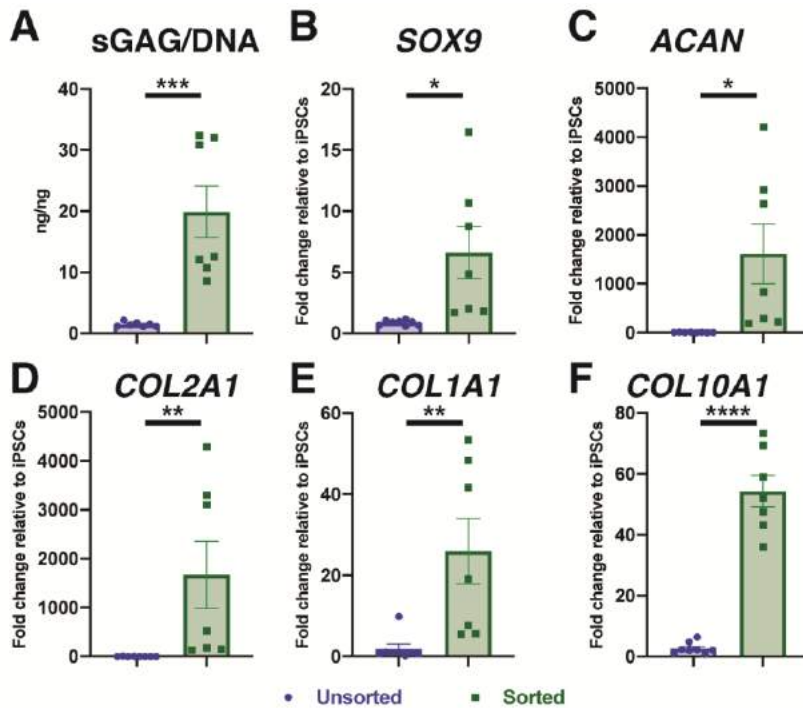 A sGAG/DNA
***
40
30
20
10
0
ng/ng
B SOX9
*
20
15
10
5
0
Fold change relative to iPSCs
C ACAN
*
5000
4000
3000
2000
1000
0
Fold change relative to iPSCs
D COL2A1
**
5000
4000
3000
2000
1000
0
Fold change relative to iPSCs
E COL1A1
**
60
40
20
0
Fold change relative to iPSCs
F COL10A1
****
80
60
40
20
0
Fold change relative to iPSCs
Unsorted
Sorted